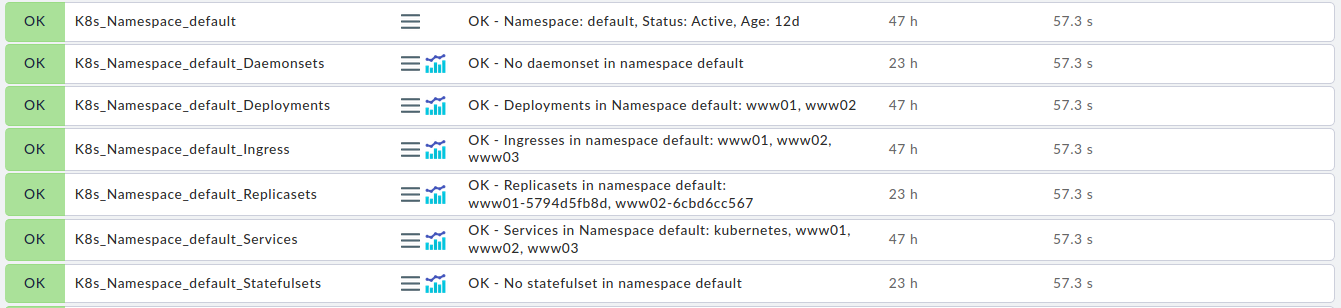 OK K8s_Namespace_default OK - Namespace: default, Status: Active, Age: 12d 47 h 57.3 s
OK K8s_Namespace_default_Daemonsets OK - No daemonset in namespace default 23 h 57.3 s
OK K8s_Namespace_default_Deployments OK - Deployments in Namespace default: www01, www02 47 h 57.3 s
OK K8s_Namespace_default_Ingress OK - Ingresses in namespace default: www01, www02, 47 h 57.3 s
www03
OK K8s_Namespace_default_Replicasets OK - Replicasets in namespace default: 23 h 57.3 s
www01-5794d5fb8d, www02-6cbd6cc567
OK K8s_Namespace_default_Services OK - Services in Namespace default: kubernetes, www01, 47 h 57.3 s
www02, www03
OK K8s_Namespace_default_Statefulsets OK - No statefulset in namespace default 23 h 57.3 s